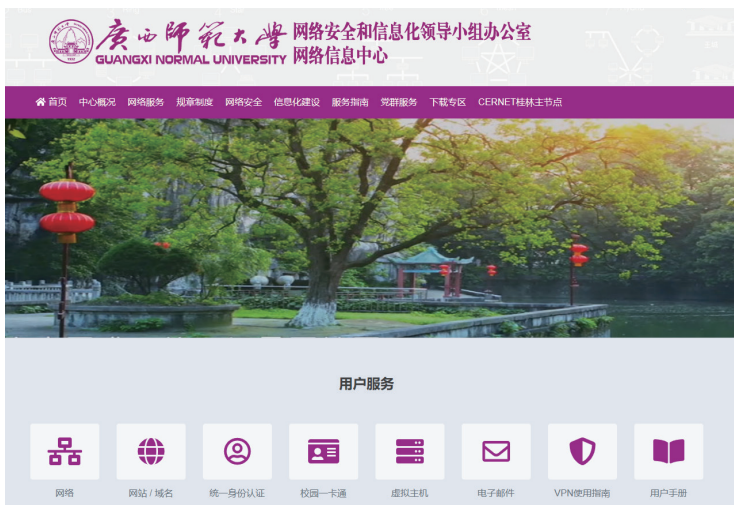 廣西師範大學 网络安全和信息化领导小组办公室
GUANGXI NORMAL UNIVERSITY 网络信息中心
首页 中心概况 网络服务 规章制度 网络安全 信息化建设 服务指南 党群服务 下载专区 CERNET桂林主节点
用户服务
网络 网站 / 域名 统一身份认证 校园一卡通 虚拟主机 电子邮件 VPN使用指南 用户手册